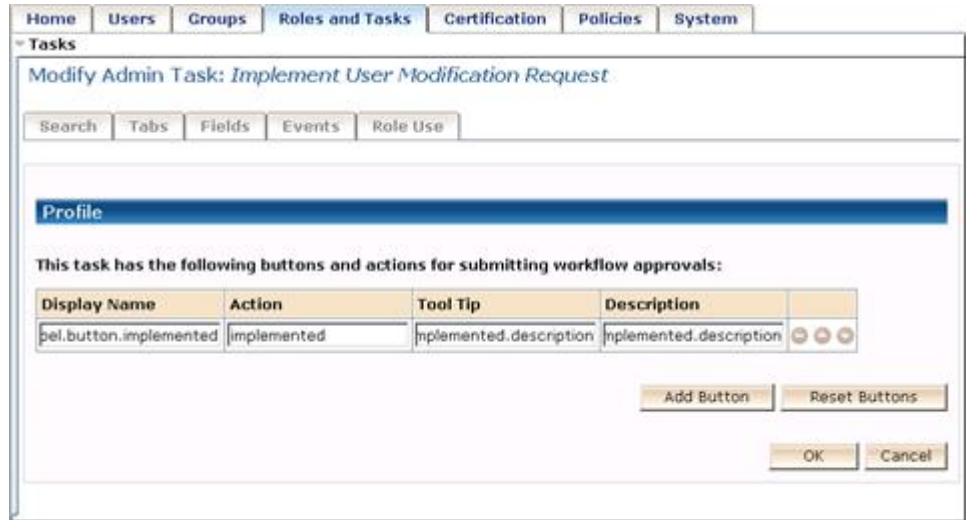 Home Users Groups Roles and Tasks Certification Policies System
Tasks
Modify Admin Task: Implement User Modification Request
Search Tabs Fields Events Role Use
Profile
This task has the following buttons and actions for submitting workflow approvals:
Display Name Action Tool Tip Description
pel.button.implemented implemented nplemented.description nplemented.description
Add Button Reset Buttons
OK Cancel